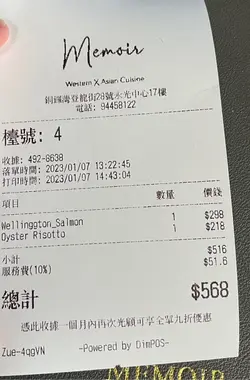 Memoir
Western X Asian Cuisine
銅鑼灣登龍街28號永光中心17樓
電話: 94458122
檯號: 4
收據: 492-8638
落單時間: 2023/01/07 13:22:45
打印時間: 2023/01/07 14:43:04
項目 數量 價錢
Wellington_Salmon 1 $298
Oyster Risotto 1 $218
小計 $516
服務費(10%) $51.6
總計 $568
憑此收據一個月內再次光顧可享全單九折優惠
Zue-4qgVN -Powered by DimPOS-
MEMOIR